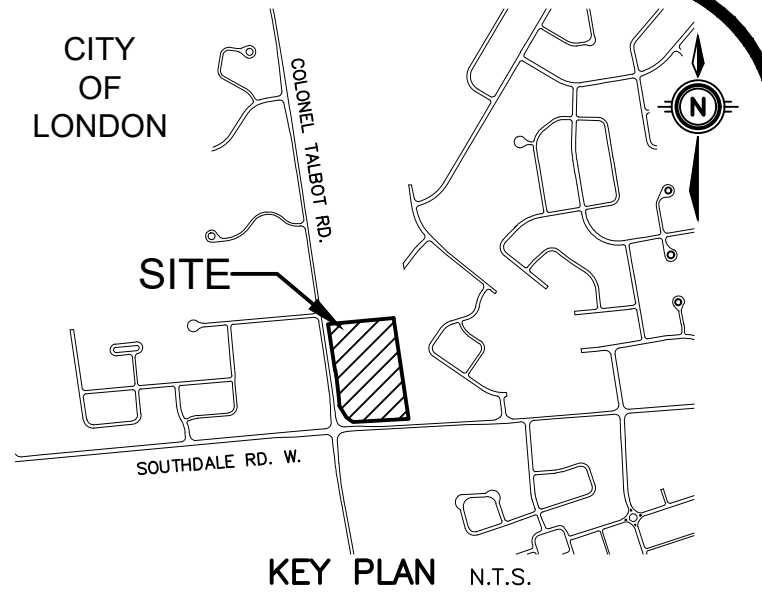 CITY
OF
LONDON
COLONEL TALBOT RD.
N
SITE
SOUTHDALE RD. W.
KEY PLAN N.T.S.